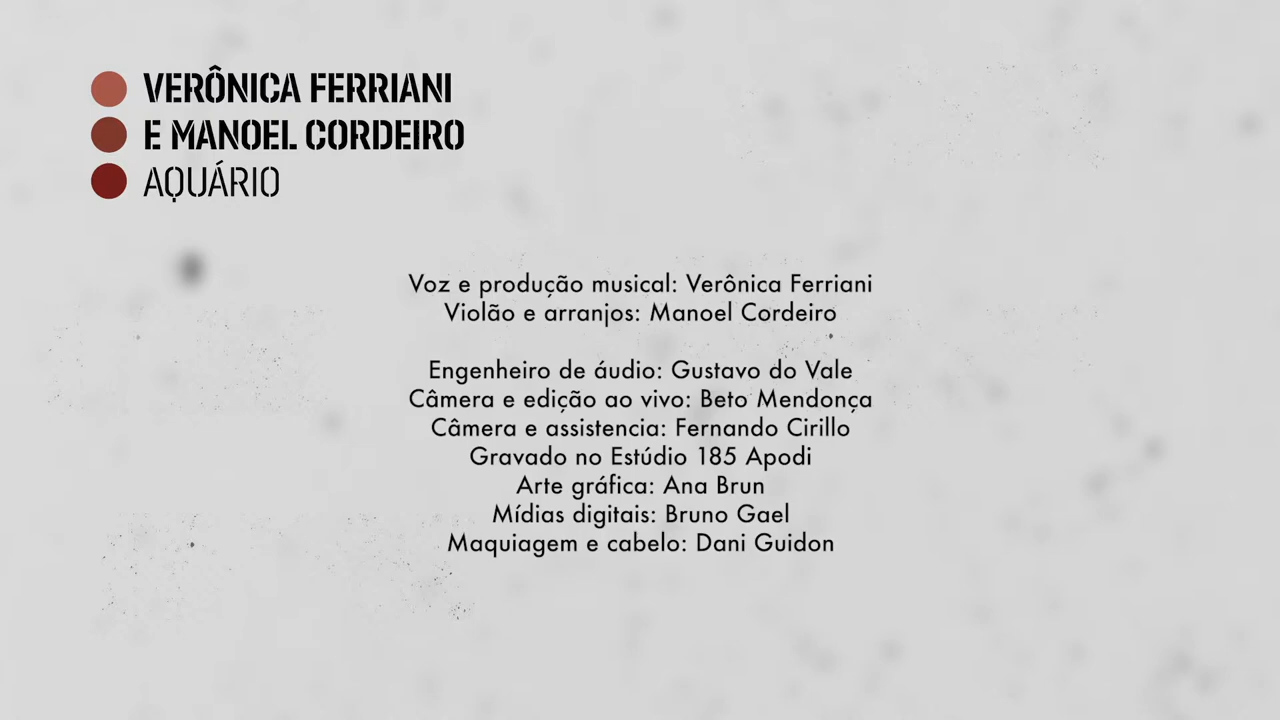 VERÔNICA FERRIANI
E MANOEL CORDEIRO
AQUÁRIO
Voz e produção musical: Verônica Ferriani
Violão e arranjos: Manoel Cordeiro
Engenheiro de áudio: Gustavo do Vale
Câmera e edição ao vivo: Beto Mendonça
Câmera e assistencia: Fernando Cirillo
Gravado no Estúdio 185 Apodi
Arte gráfica: Ana Brun
Mídias digitais: Bruno Gael
Maquiagem e cabelo: Dani Guidon